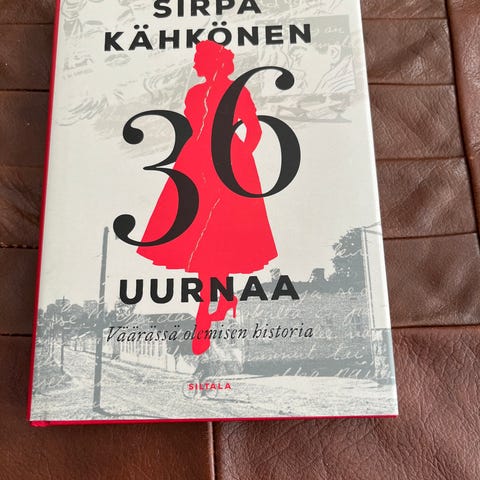 SIRPA
KÄHKÖNEN
36
UURNAA
Väärässä olemisen historia
SILTALA